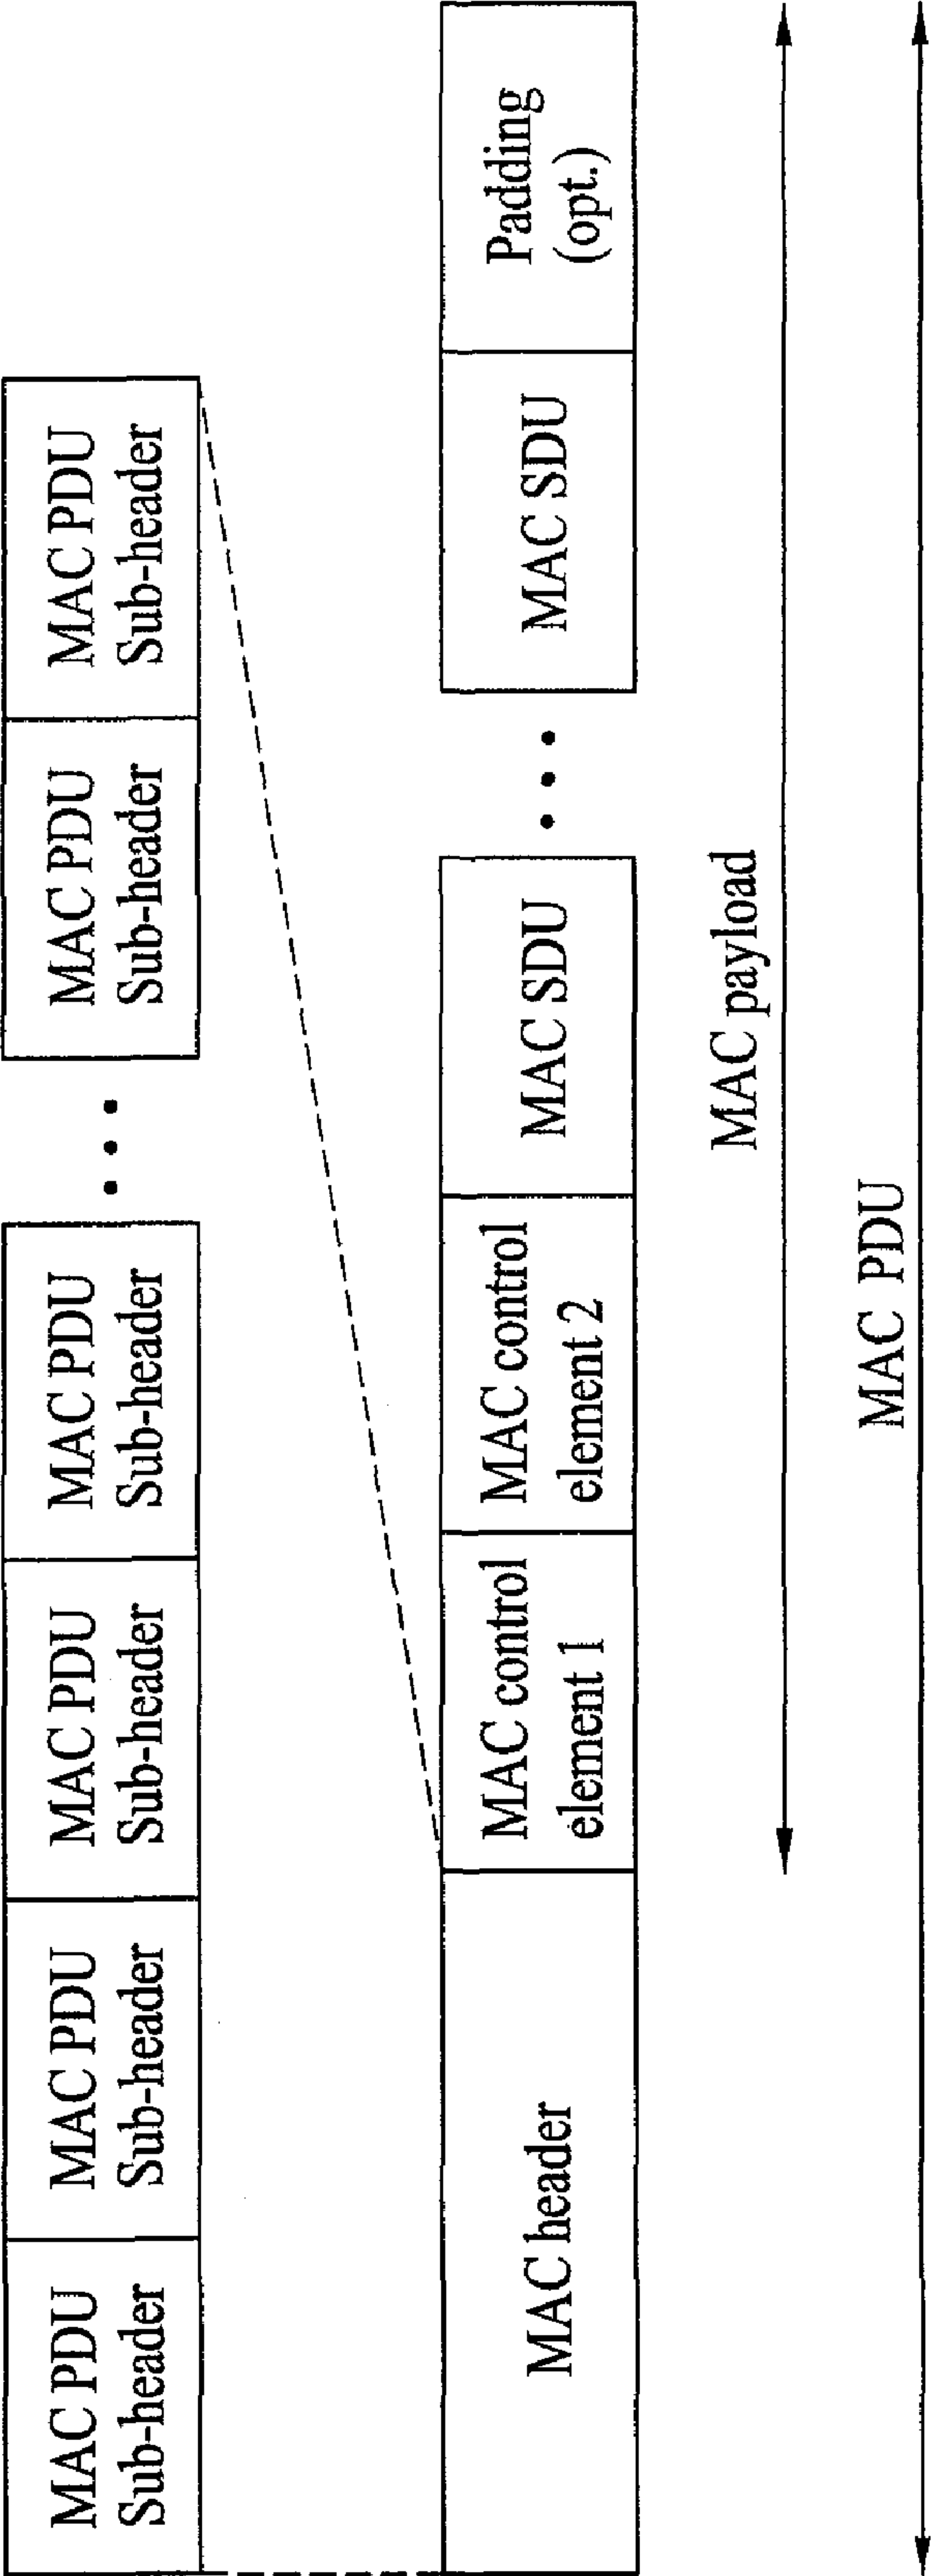 MAC PDU
Sub-header
MAC PDU
Sub-header
MAC PDU
Sub-header
MAC PDU
Sub-header
MAC PDU
Sub-header
MAC PDU
Sub-header
MAC header
MAC control
element 1
MAC control
element 2
MAC SDU
MAC SDU
Padding
(opt.)
MAC payload
MAC PDU